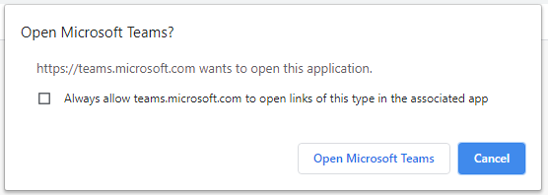 Open Microsoft Teams?
https://teams.microsoft.com wants to open this application.
Always allow teams.microsoft.com to open links of this type in the associated app
Open Microsoft Teams
Cancel